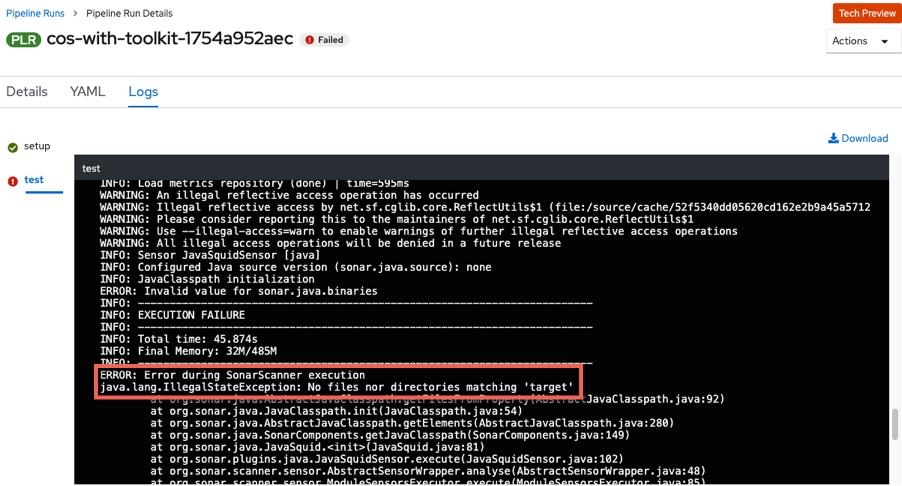 Pipeline Runs > Pipeline Run Details
Tech Preview
PLR cos-with-toolkit-1754a952aec Failed
Actions
Details YAML Logs
Download
setup
test
test
INFO: Load metrics repository (done) | time=595ms
WARNING: An illegal reflective access operation has occurred
WARNING: Illegal reflective access by net.sf.cglib.core.ReflectUtils$1 (file:/source/cache/52f5340dd05620cd162e2b9a45a5712
WARNING: Please consider reporting this to the maintainers of net.sf.cglib.core.ReflectUtils$1
WARNING: Use --illegal-access=warn to enable warnings of further illegal reflective access operations
WARNING: All illegal access operations will be denied in a future release
INFO: Sensor JavaSquidSensor [java]
INFO: Configured Java source version (sonar.java.source): none
INFO: JavaClasspath initialization
ERROR: Invalid value for sonar.java.binaries
INFO: ------------------------------------------------------------------------
INFO: EXECUTION FAILURE
INFO: ------------------------------------------------------------------------
INFO: Total time: 45.874s
INFO: Final Memory: 32M/485M
INFO: ------------------------------------------------------------------------
ERROR: Error during SonarScanner execution
java.lang.IllegalStateException: No files nor directories matching 'target'
at org.sonar.java.AbstractJavaClasspath.getFilesFromProperty(AbstractJavaClasspath.java:92)
at org.sonar.java.JavaClasspath.init(JavaClasspath.java:54)
at org.sonar.java.AbstractJavaClasspath.getElements(AbstractJavaClasspath.java:280)
at org.sonar.java.SonarComponents.getJavaClasspath(SonarComponents.java:149)
at org.sonar.java.JavaSquid.<init>(JavaSquid.java:81)
at org.sonar.plugins.java.JavaSquidSensor.execute(JavaSquidSensor.java:102)
at org.sonar.scanner.sensor.AbstractSensorWrapper.analyse(AbstractSensorWrapper.java:48)
at org.sonar.scanner.sensor.ModuleSensorsExecutor.execute(ModuleSensorsExecutor.java:85)